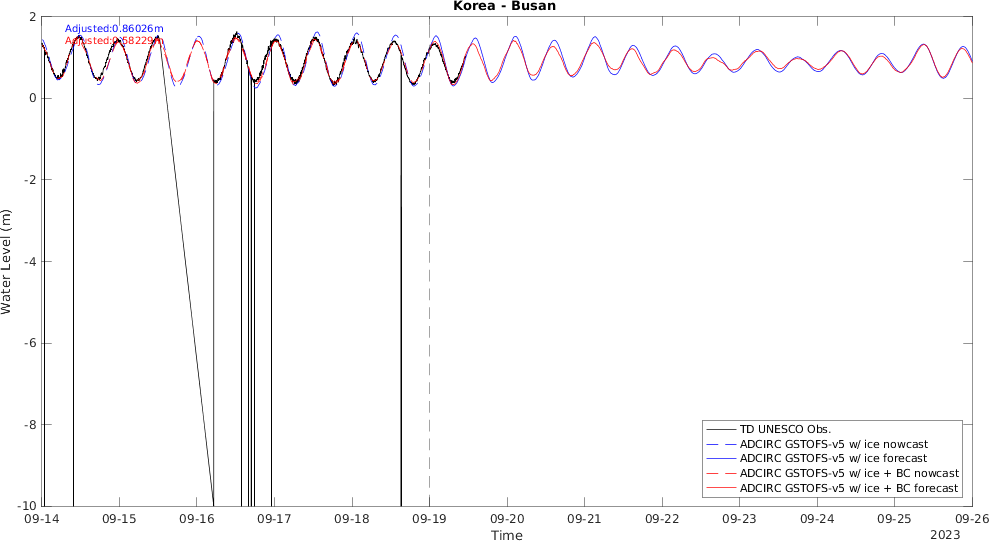 Korea - Busan
Adjusted:0.86026m
Adjusted:0.58229m
Water Level (m)
2
0
-2
-4
-6
-8
-10
09-14 09-15 09-16 09-17 09-18 09-19 09-20 09-21 09-22 09-23 09-24 09-25 09-26
Time
2023
TD UNESCO Obs.
ADCIRC GSTOFS-v5 w/ ice nowcast
ADCIRC GSTOFS-v5 w/ ice forecast
ADCIRC GSTOFS-v5 w/ ice + BC nowcast
ADCIRC GSTOFS-v5 w/ ice + BC forecast